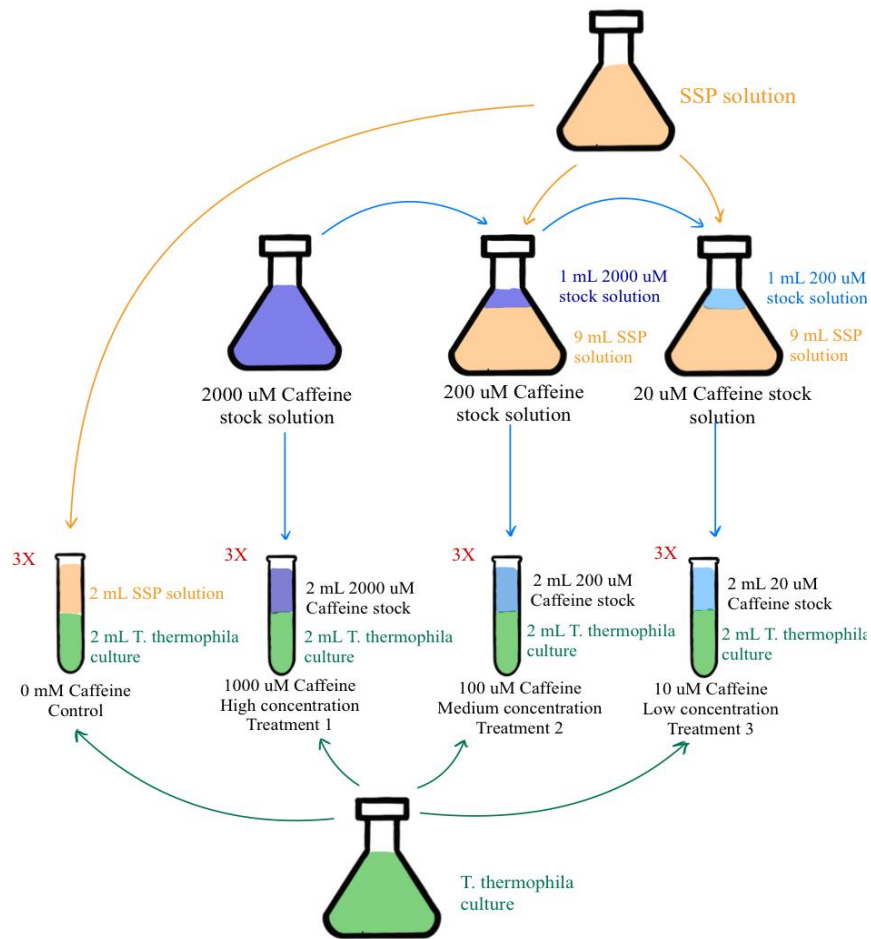 SSP solution
1 mL 2000 uM
stock solution
9 mL SSP
solution
1 mL 200 uM
stock solution
9 mL SSP
solution
2000 uM Caffeine
stock solution
200 uM Caffeine
stock solution
20 uM Caffeine stock
solution
3X
2 mL SSP solution
2 mL T. thermophila
culture
0 mM Caffeine
Control
3X
2 mL 2000 uM
Caffeine stock
2 mL T. thermophila
culture
1000 uM Caffeine
High concentration
Treatment 1
3X
2 mL 200 uM
Caffeine stock
2 mL T. thermophila
culture
100 uM Caffeine
Medium concentration
Treatment 2
3X
2 mL 20 uM
Caffeine stock
2 mL T. thermophila
culture
10 uM Caffeine
Low concentration
Treatment 3
T. thermophila
culture